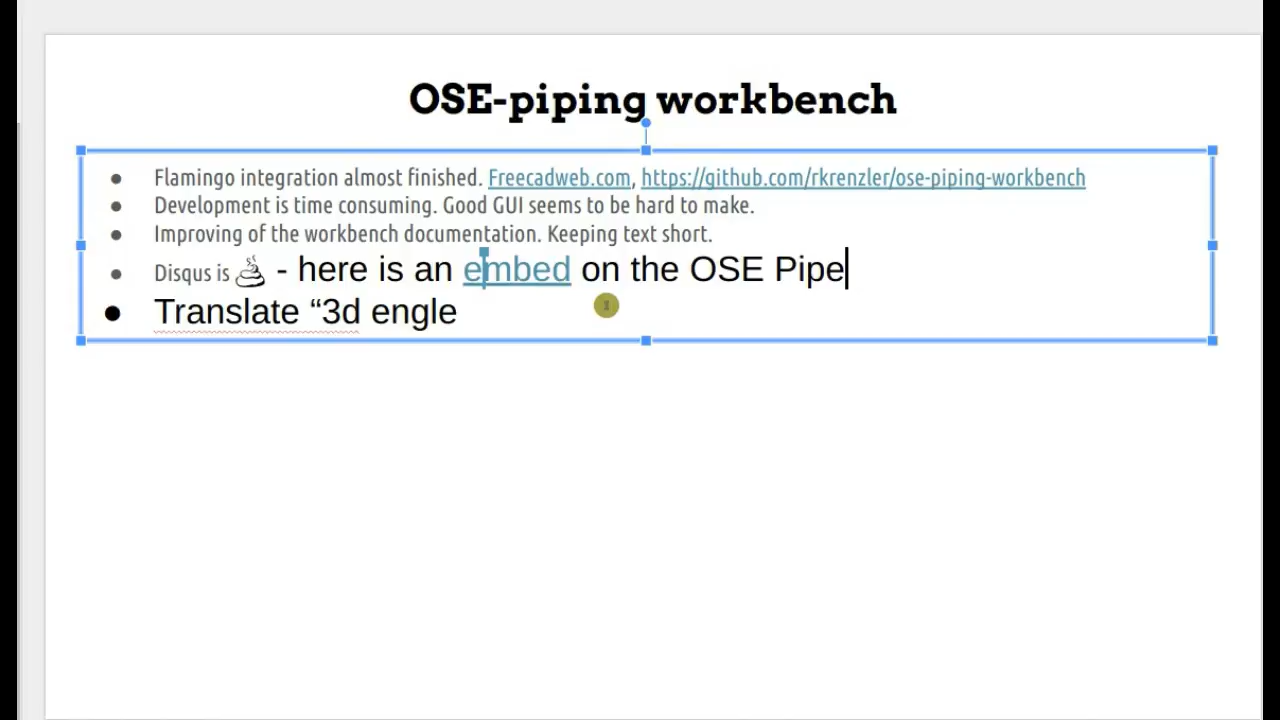 OSE-piping workbench
● Flamingo integration almost finished. Freecadweb.com, https://github.com/rkrenzler/ose-piping-workbench
● Development is time consuming. Good GUI seems to be hard to make.
● Improving of the workbench documentation. Keeping text short.
● Disqus is 💩 - here is an embed on the OSE Pipe
● Translate “3d engle